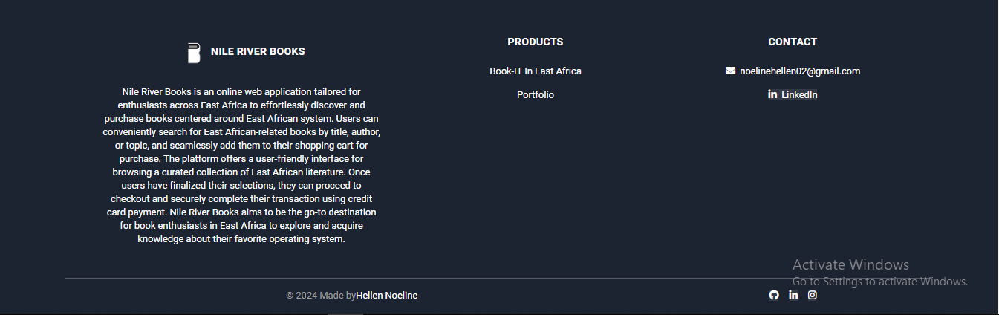 NILE RIVER BOOKS
Nile River Books is an online web application tailored for
enthusiasts across East Africa to effortlessly discover and
purchase books centered around East African system. Users can
conveniently search for East African-related books by title, author,
or topic, and seamlessly add them to their shopping cart for
purchase. The platform offers a user-friendly interface for
browsing a curated collection of East African literature. Once
users have finalized their selections, they can proceed to
checkout and securely complete their transaction using credit
card payment. Nile River Books aims to be the go-to destination
for book enthusiasts in East Africa to explore and acquire
knowledge about their favorite operating system.
PRODUCTS
Book-IT In East Africa
Portfolio
CONTACT
noelinehellen02@gmail.com
LinkedIn
Activate Windows
Go to Settings to activate Windows.
© 2024 Made byHellen Noeline